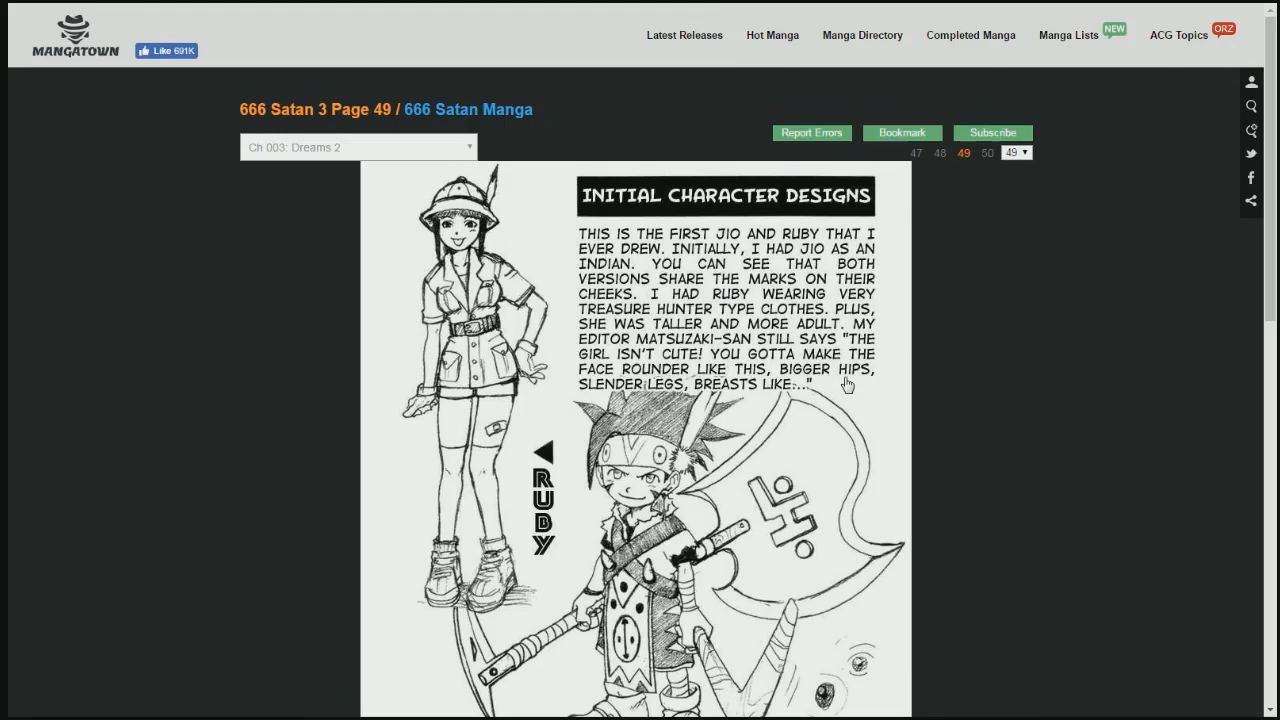 MANGATOWN
Like 691K
Latest Releases
Hot Manga
Manga Directory
Completed Manga
Manga Lists
NEW
ACG Topics
ORZ
666 Satan 3 Page 49 / 666 Satan Manga
Report Errors
Bookmark
Subscribe
Ch 003: Dreams 2
47 48 49 50 49
INITIAL CHARACTER DESIGNS
THIS IS THE FIRST JIO AND RUBY THAT I
EVER DREW. INITIALLY, I HAD JIO AS AN
INDIAN. YOU CAN SEE THAT BOTH
VERSIONS SHARE THE MARKS ON THEIR
CHEEKS. I HAD RUBY WEARING VERY
TREASURE HUNTER TYPE CLOTHES. PLUS,
SHE WAS TALLER AND MORE ADULT. MY
EDITOR MATSUZAKI-SAN STILL SAYS "THE
GIRL ISN'T CUTE! YOU GOTTA MAKE THE
FACE ROUNDER LIKE THIS, BIGGER HIPS,
SLENDER LEGS, BREASTS LIKE..."
RUBY